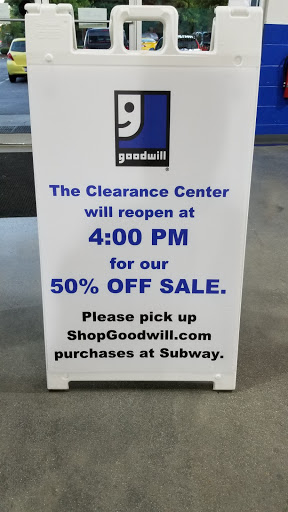 goodwill
The Clearance Center
will reopen at
4:00 PM
for our
50% OFF SALE.
Please pick up
ShopGoodwill.com
purchases at Subway.